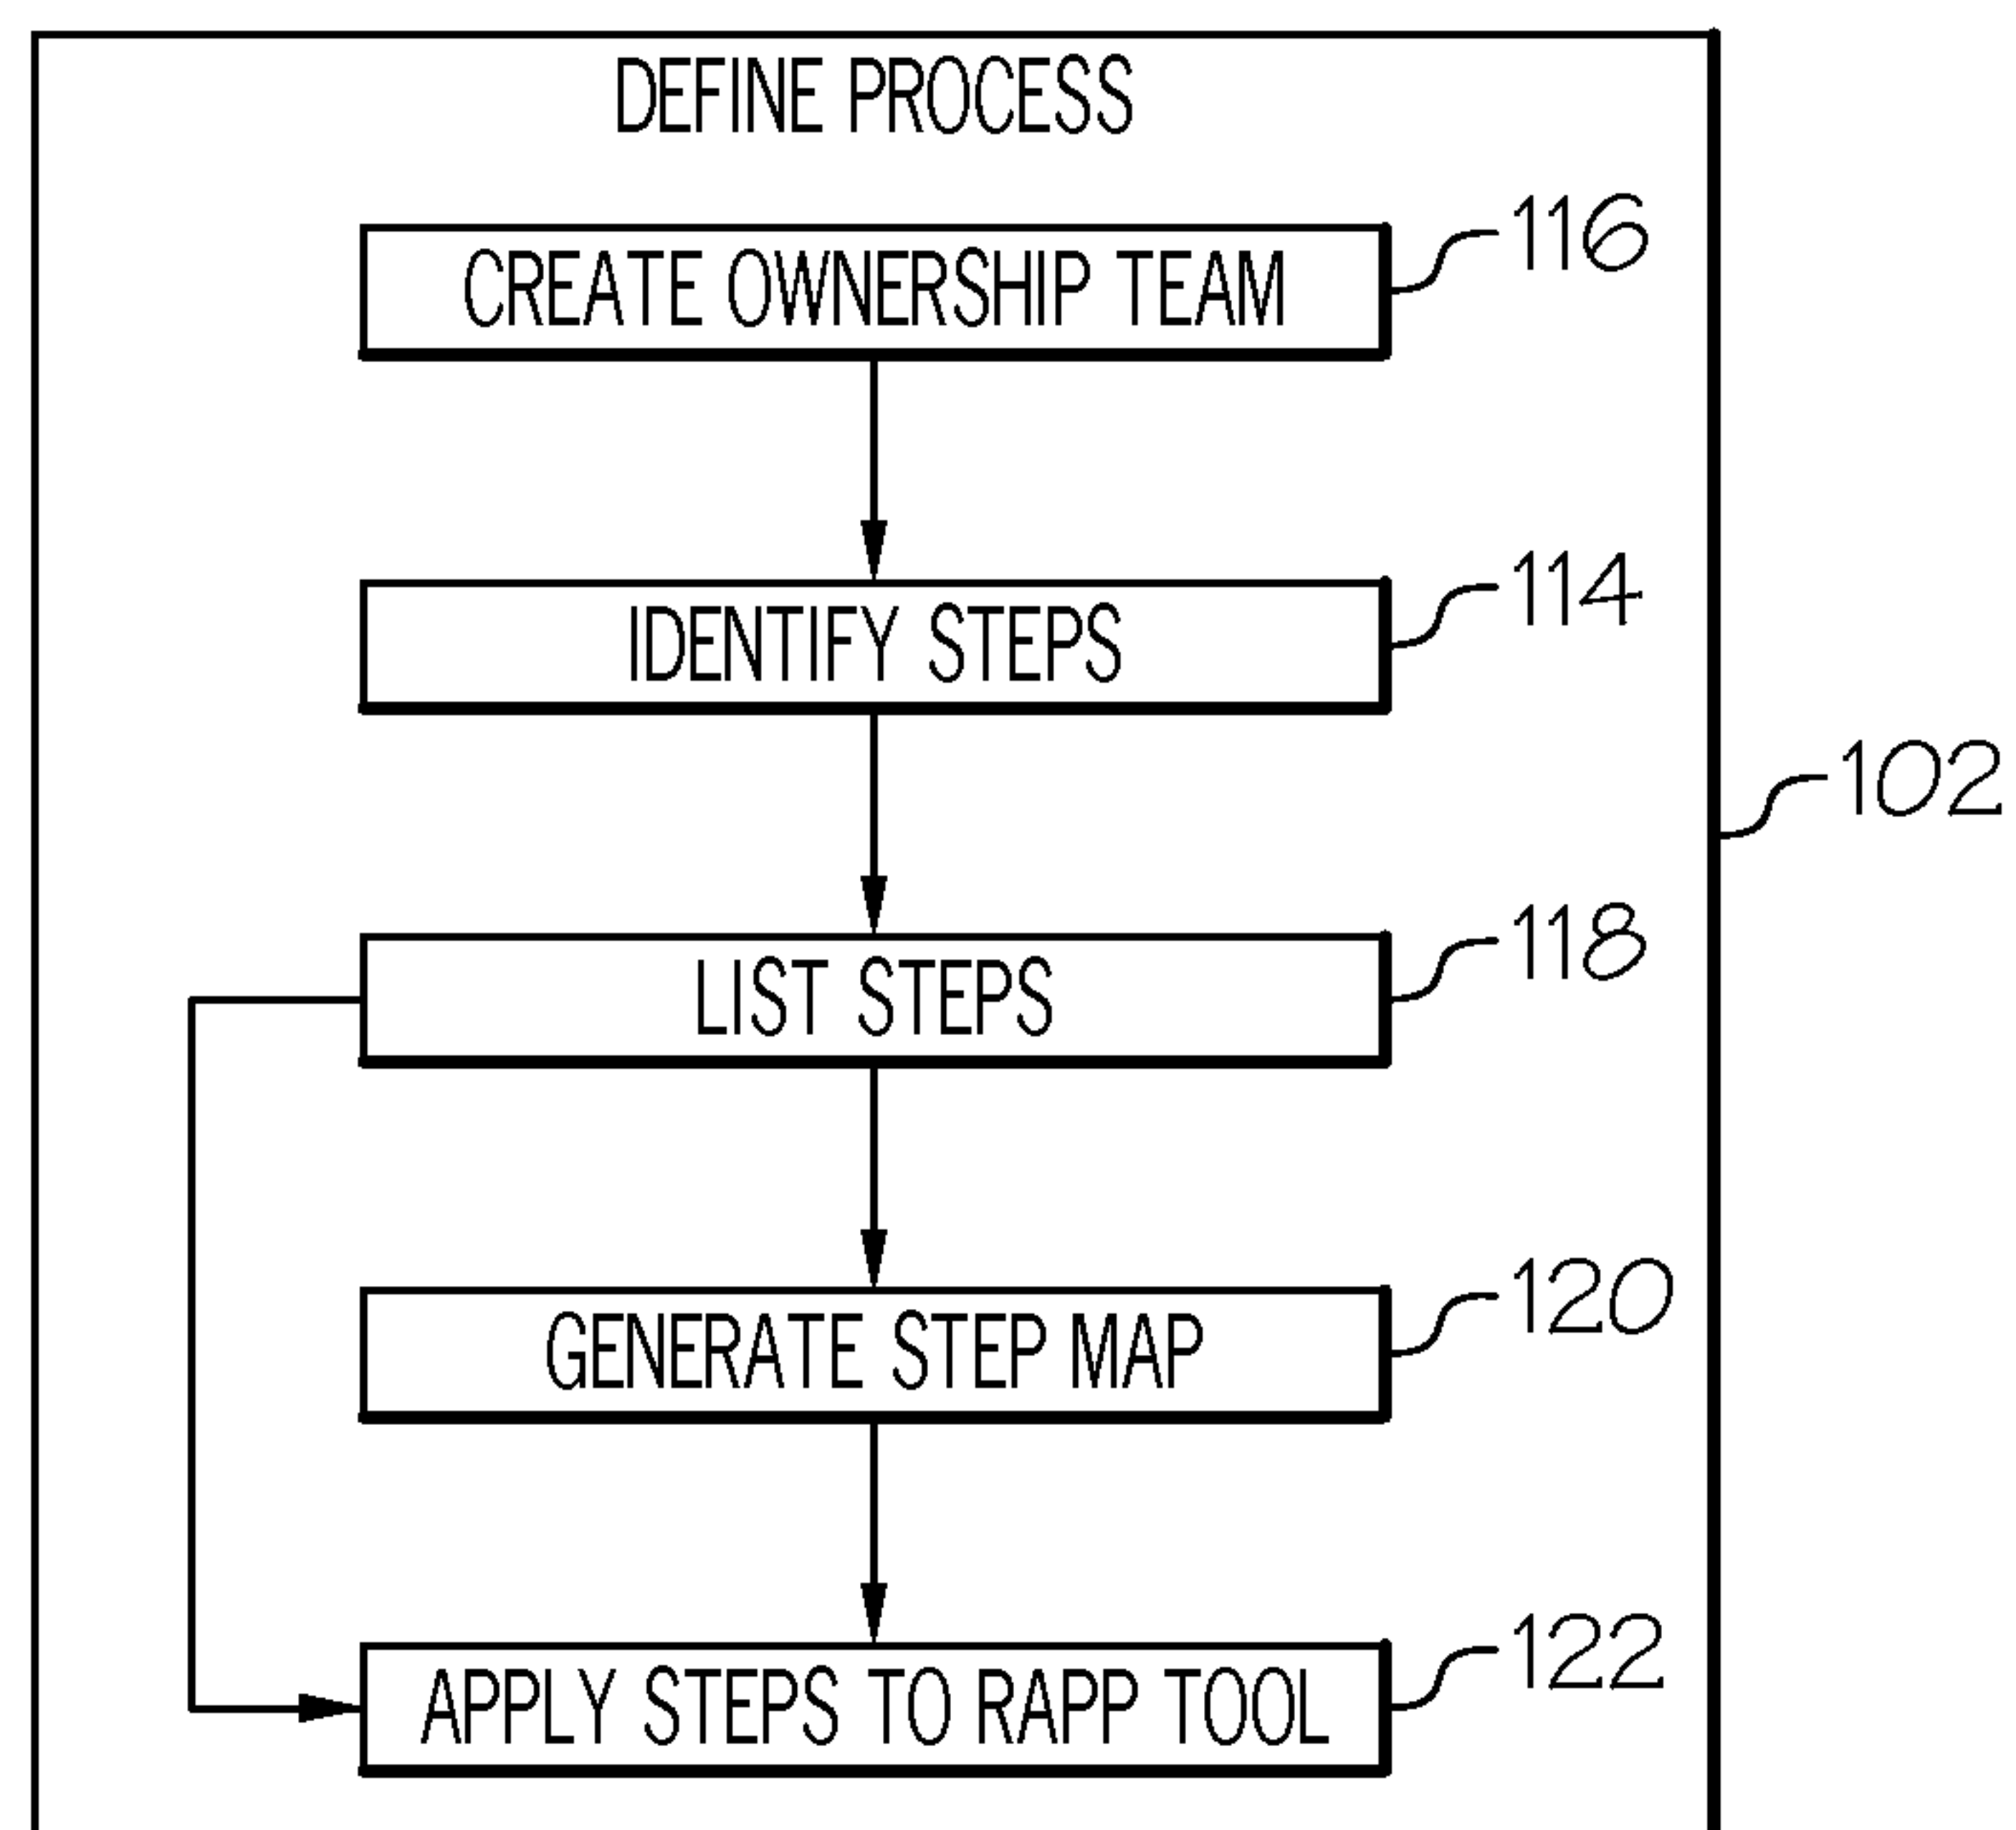 DEFINE PROCESS
CREATE OWNERSHIP TEAM
116
IDENTIFY STEPS
114
102
LIST STEPS
118
GENERATE STEP MAP
120
APPLY STEPS TO RAPP TOOL
122